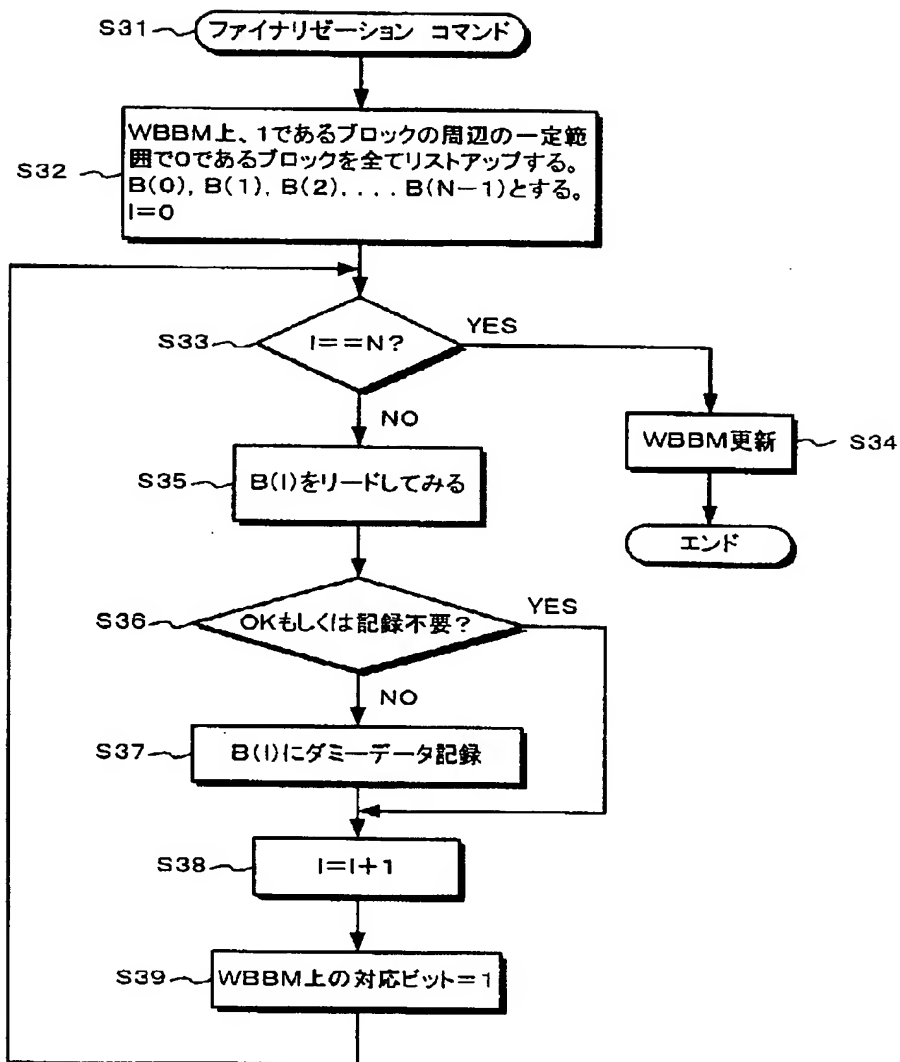 S31
ファイナリゼーション コマンド
S32
WBBM上、1であるブロックの周辺の一定範
囲で0であるブロックを全てリストアップする。
B(0), B(1), B(2), . . . . B(N-1)とする。
I=0
S33
I==N?
YES
NO
WBBM更新
S34
S35
B(I)をリードしてみる
エンド
S36
OKもしくは記録不要?
YES
NO
S37
B(I)にダミーデータ記録
S38
I=I+1
S39
WBBM上の対応ビット=1